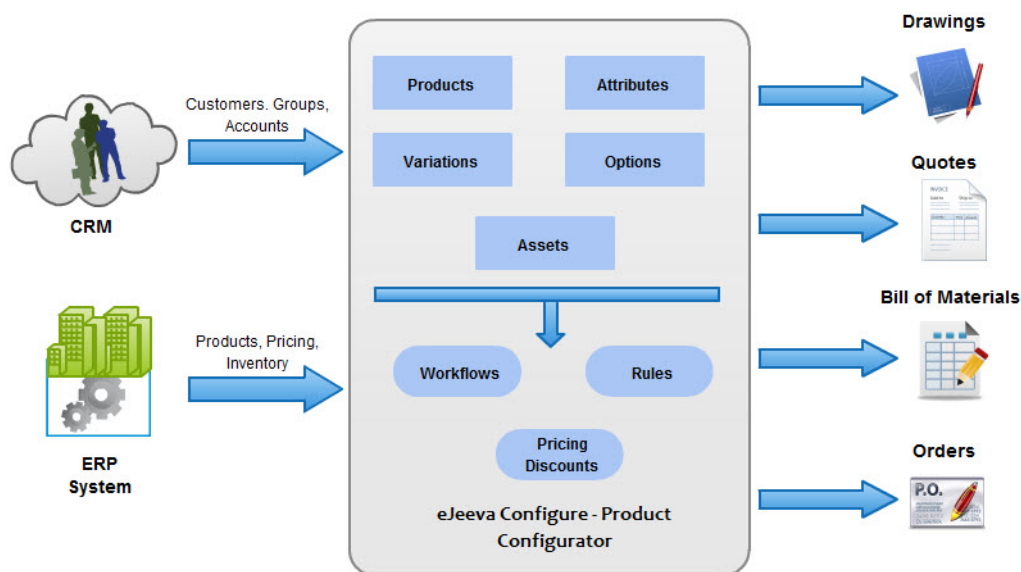 Drawings
Products
Attributes
Customers. Groups,
Accounts
Variations
Options
Quotes
INVOICE
CRM
Assets
Bill of Materials
Products, Pricing,
Inventory
Workflows
Rules
ERP
System
Pricing
Discounts
Orders
P.O.
eJeeva Configure - Product
Configurator